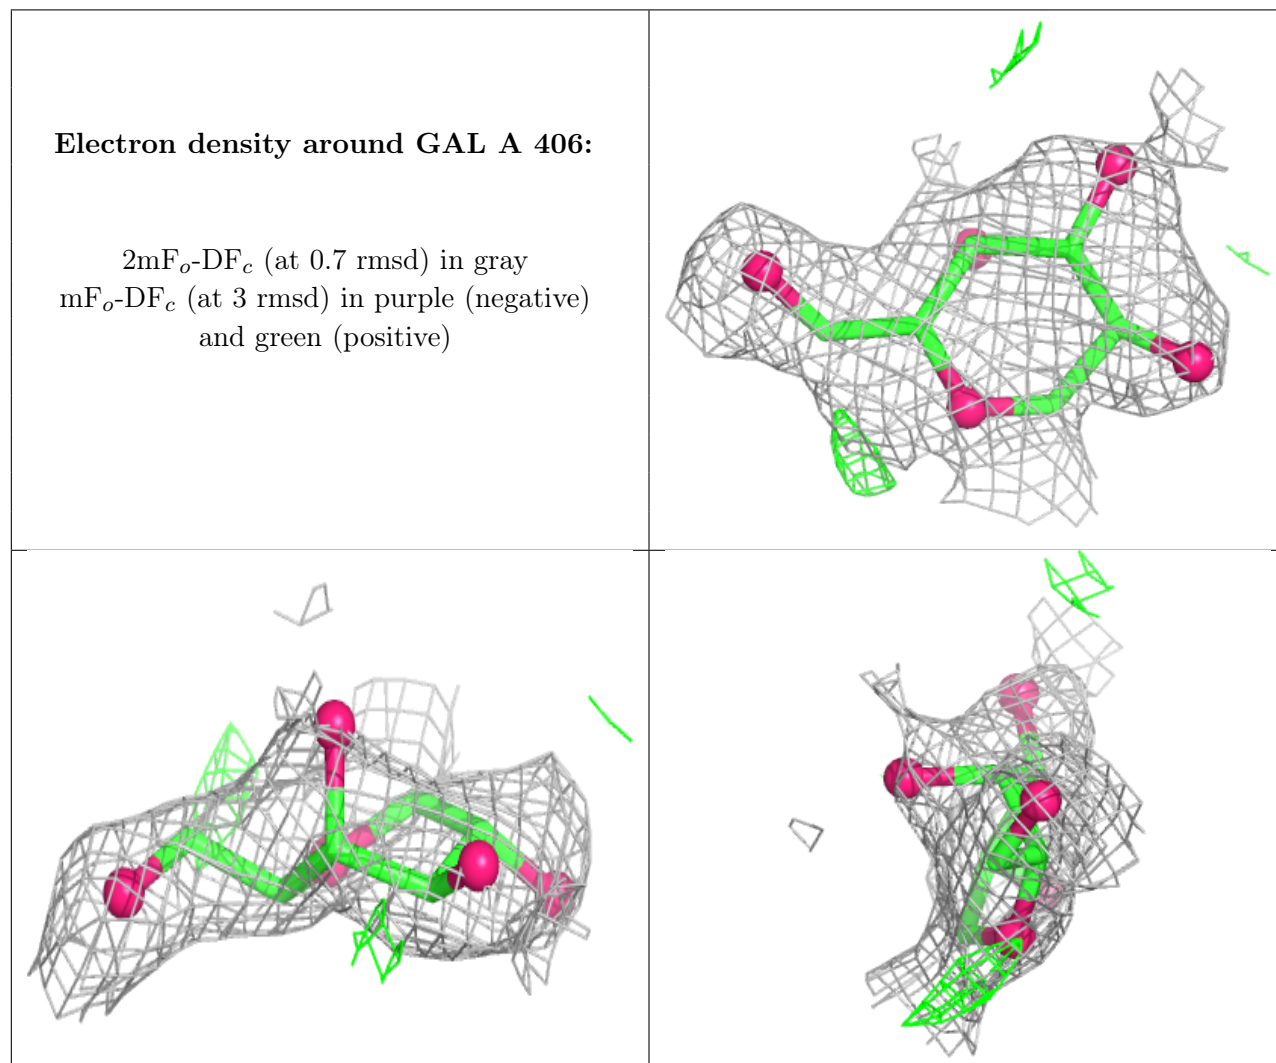 Electron density around GAL A 406:
2mFo-DFc (at 0.7 rmsd) in gray
mFo-DFc (at 3 rmsd) in purple (negative)
and green (positive)